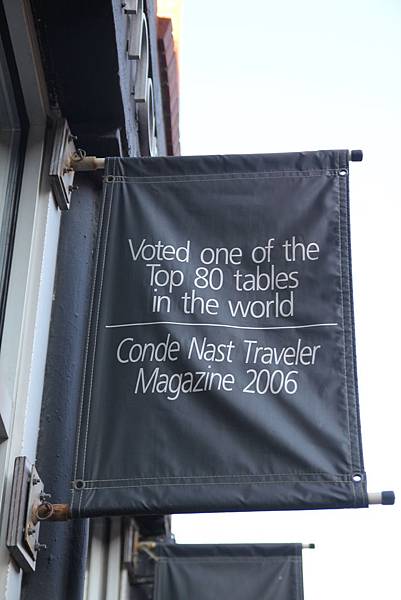 Voted one of the
Top 80 tables
in the world
Conde Nast Traveler
Magazine 2006